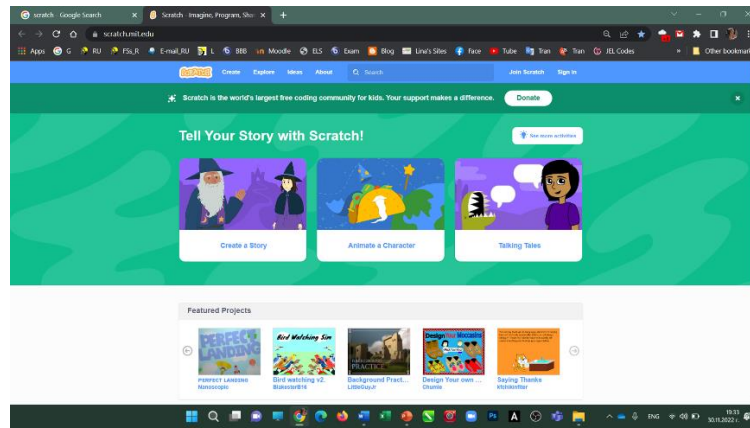 scratch - Google Search
Scratch - Imagine, Program, Sha
scratch.mit.edu
Apps G RU FSs_R E-mail_RU L BBB Moodle ELS Exam Blog Lina's Sites Face Tube Tran Tran JEL Codes » Other bookmar
SCRATCH Create Explore Ideas About Search Join Scratch Sign in
Scratch is the world's largest free coding community for kids. Your support makes a difference. Donate
Tell Your Story with Scratch!
See more activities
Create a Story
Animate a Character
Talking Tales
Featured Projects
PERFECT LANDING
Bird Watching Sim
PRACTICE
Design Your Moccasins
PERFECT LANDING
Nanoscopic
Bird watching v2.
Background Pract...
LittleGuyJr
Design Your own ...
Chumie
Saying Thanks
ENG
19:33
30.11.2022 г.